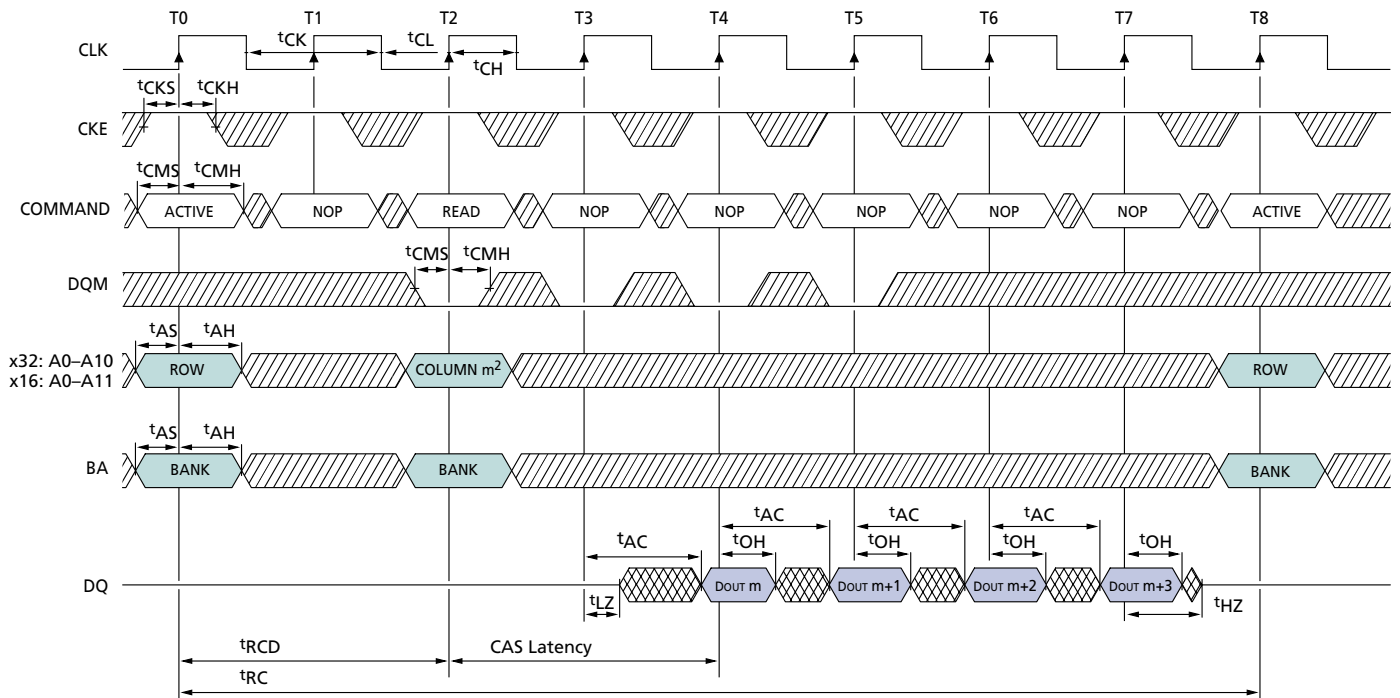 T0 T1 T2 T3 T4 T5 T6 T7 T8
CLK
tCK tCL
tCH
tCKS tCKH
CKE
tCMS tCMH
COMMAND ACTIVE NOP READ NOP NOP NOP NOP NOP ACTIVE
tCMS tCMH
DQM
tAS tAH
x32: A0–A10
x16: A0–A11
ROW COLUMN m2 ROW
tAS tAH
BA BANK BANK BANK
tAC tAC tAC tAC
tOH tOH tOH tOH
DQ DOUT m DOUT m+1 DOUT m+2 DOUT m+3
tLZ tHZ
tRCD CAS Latency
tRC